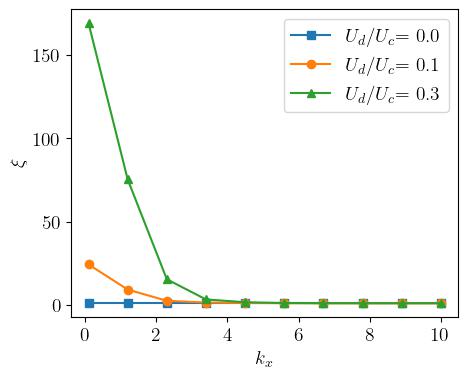 150
100
50
0
ξ
0 2 4 6 8 10
k_x
U_d/U_c= 0.0
U_d/U_c= 0.1
U_d/U_c= 0.3